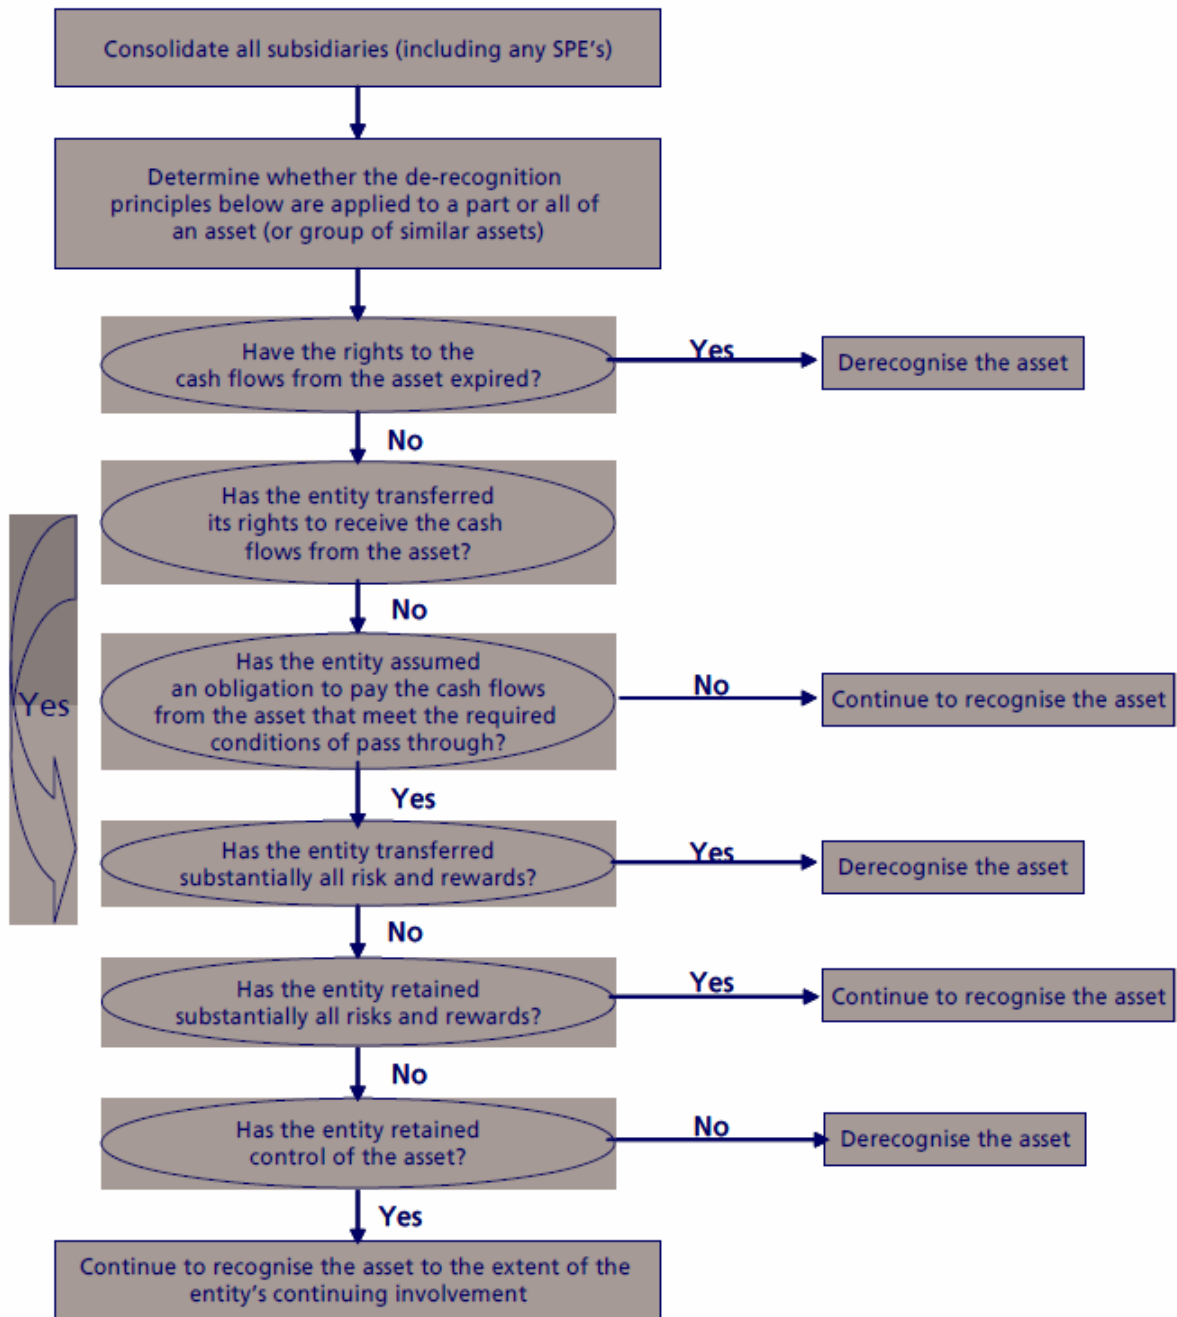 Consolidate all subsidiaries (including any SPE's)
Determine whether the de-recognition
principles below are applied to a part or all of
an asset (or group of similar assets)
Have the rights to the
cash flows from the asset expired?
Yes
Derecognise the asset
No
Has the entity transferred
its rights to receive the cash
flows from the asset?
No
Yes
Has the entity assumed
an obligation to pay the cash flows
from the asset that meet the required
conditions of pass through?
No
Continue to recognise the asset
Yes
Has the entity transferred
substantially all risk and rewards?
Yes
Derecognise the asset
No
Has the entity retained
substantially all risks and rewards?
Yes
Continue to recognise the asset
No
Has the entity retained
control of the asset?
No
Derecognise the asset
Yes
Continue to recognise the asset to the extent of the
entity's continuing involvement